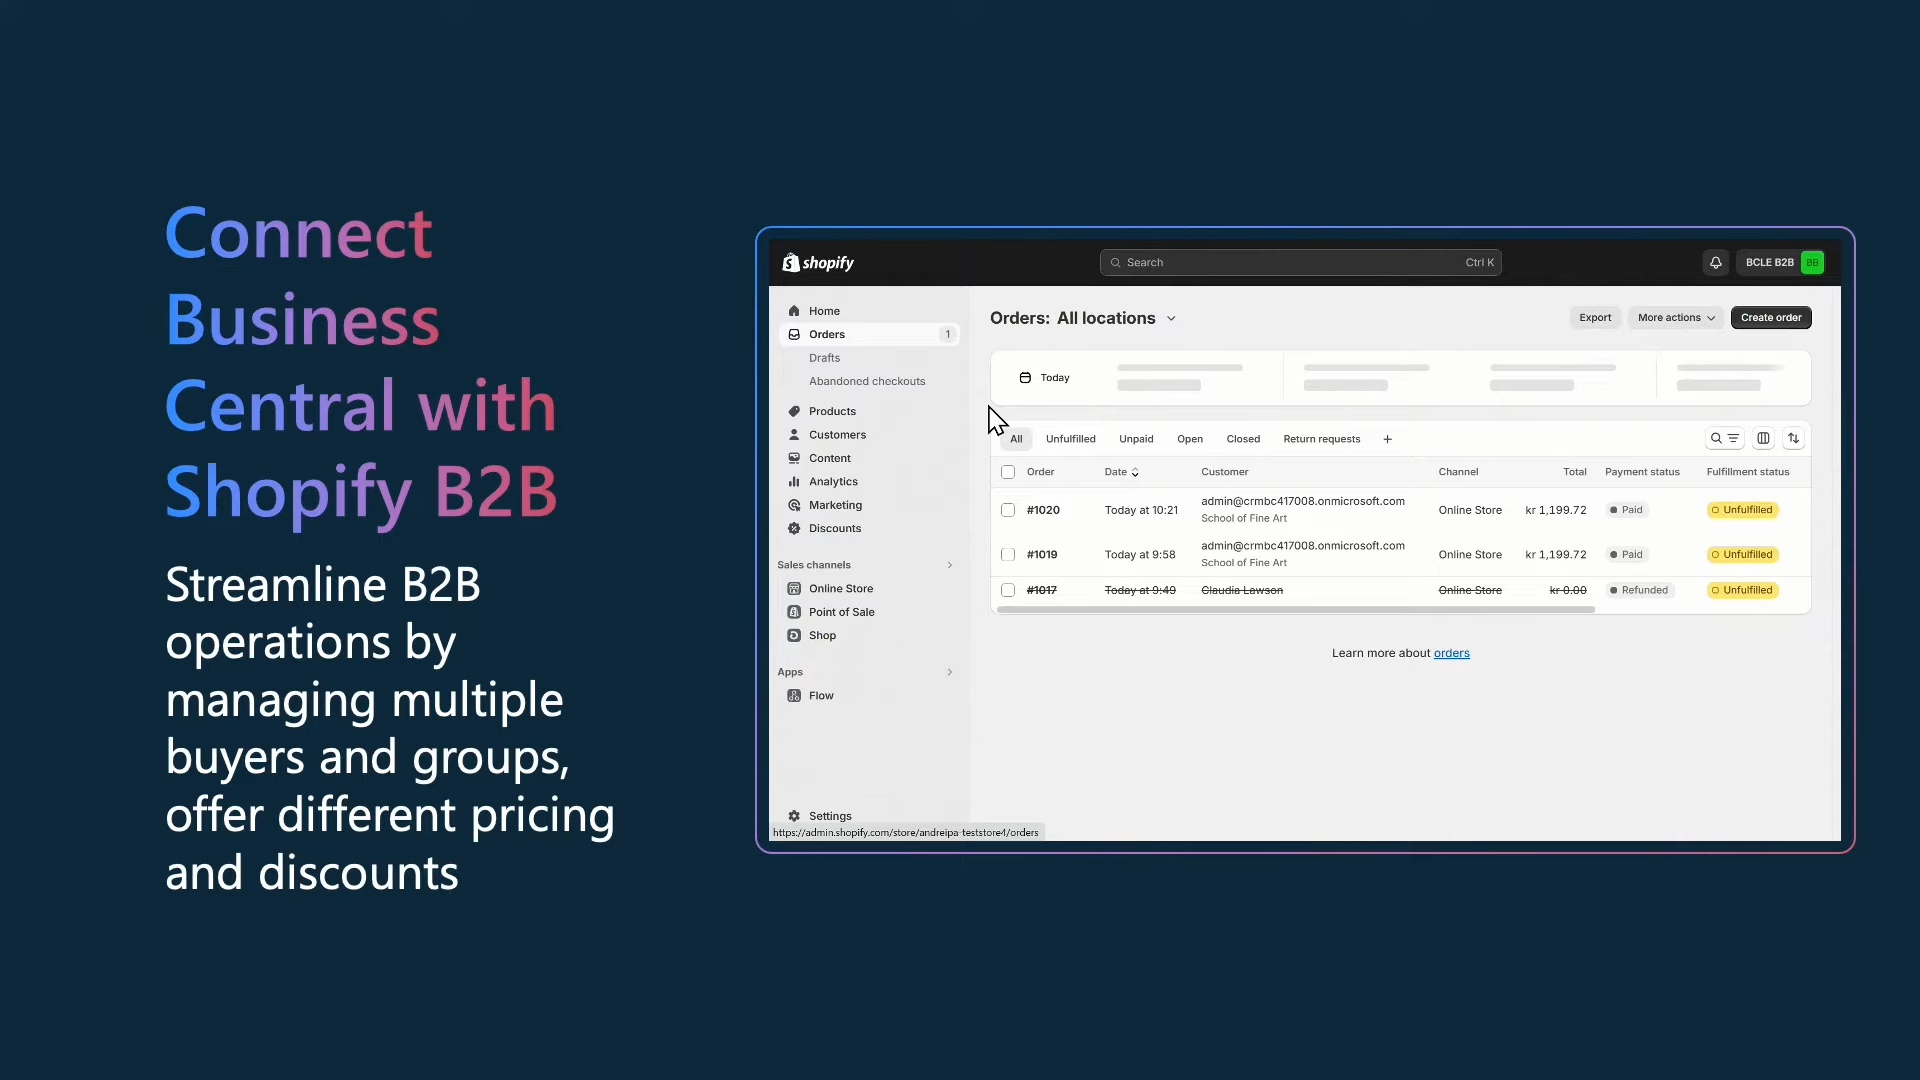 Connect
Business
Central with
Shopify B2B
Streamline B2B
operations by
managing multiple
buyers and groups,
offer different pricing
and discounts
shopify
Search Ctrl K
BCLE B2B BB
Home
Orders 1
Drafts
Abandoned checkouts
Products
Customers
Content
Analytics
Marketing
Discounts
Sales channels
Online Store
Point of Sale
Shop
Apps
Flow
Settings
https://admin.shopify.com/store/andreipa-teststore4/orders
Orders: All locations
Export More actions Create order
Today
All Unfulfilled Unpaid Open Closed Return requests +
Order Date Customer Channel Total Payment status Fulfillment status
#1020 Today at 10:21 admin@crmbc417008.onmicrosoft.com Online Store kr 1,199.72 Paid Unfulfilled
School of Fine Art
#1019 Today at 9:58 admin@crmbc417008.onmicrosoft.com Online Store kr 1,199.72 Paid Unfulfilled
School of Fine Art
#1017 Today at 9:49 Claudia Lawson Online Store kr 0.00 Refunded Unfulfilled
Learn more about orders